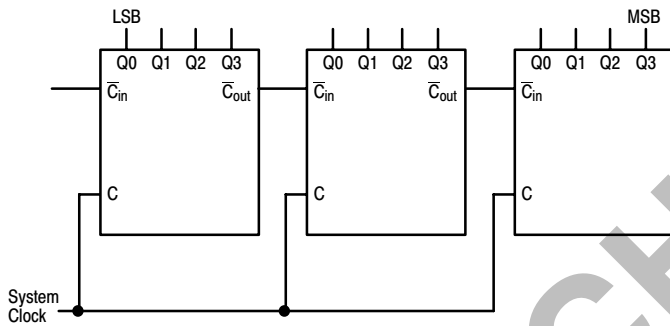 LSB MSB
Q0 Q1 Q2 Q3 Q0 Q1 Q2 Q3 Q0 Q1 Q2 Q3
C̅in C̅out C̅in C̅out C̅in
C C C
System
Clock